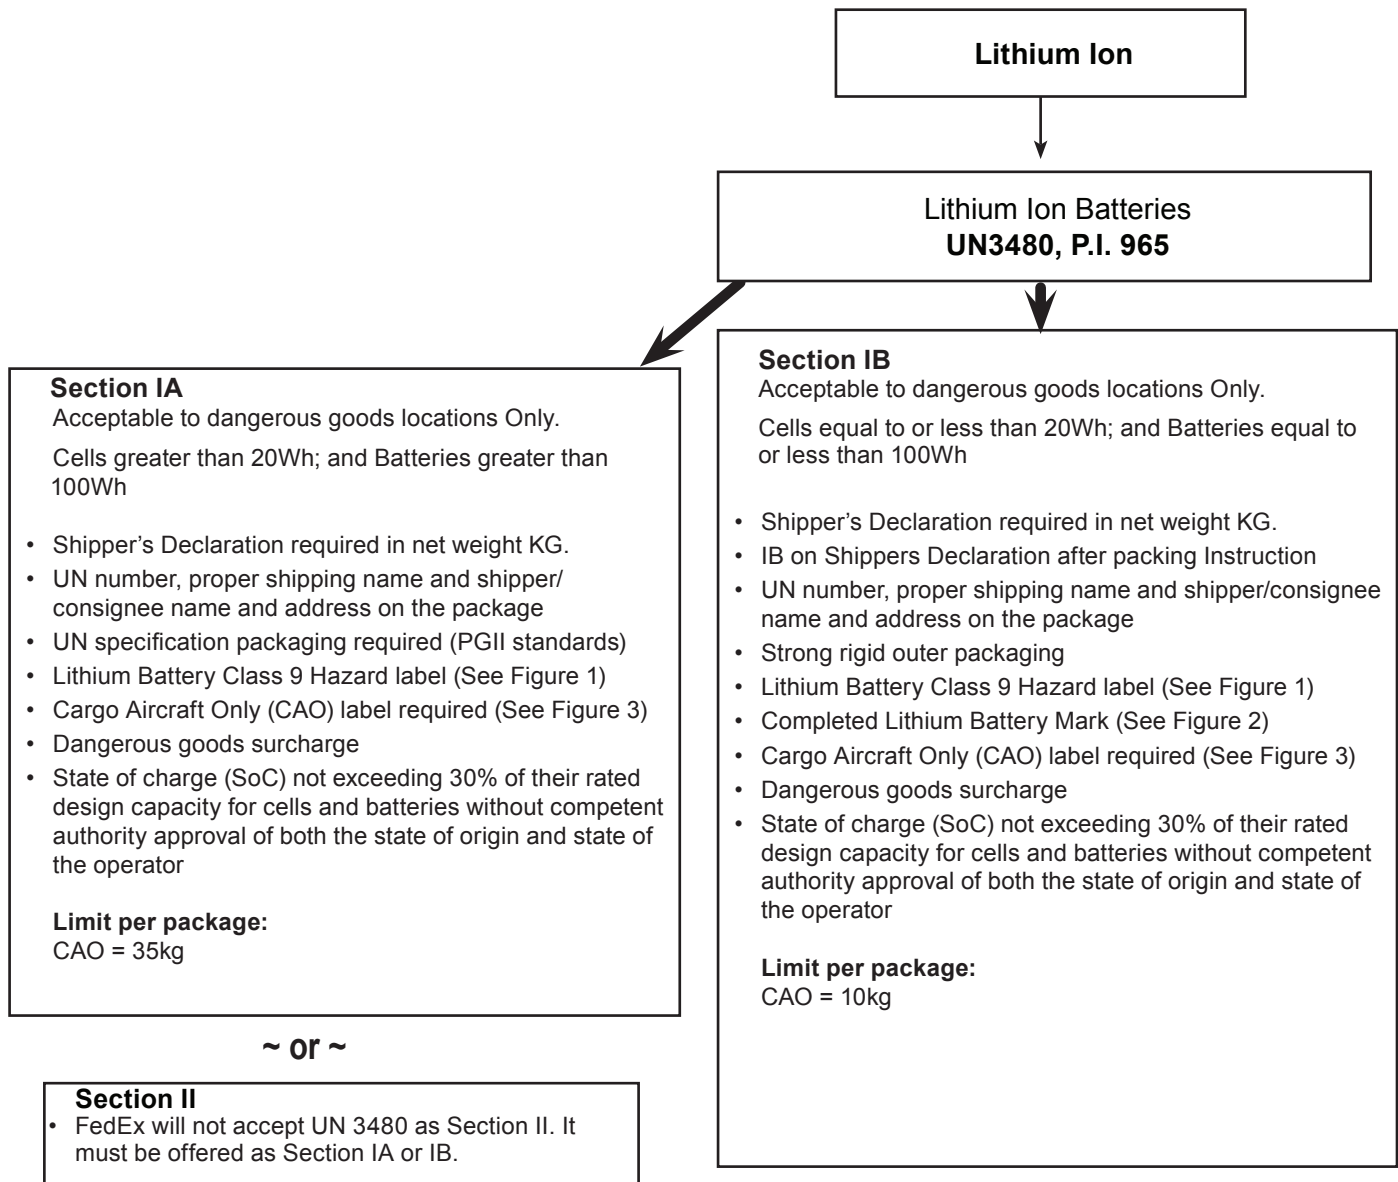 Lithium Ion
Lithium Ion Batteries
UN3480, P.I. 965
Section IA
Acceptable to dangerous goods locations Only.
Cells greater than 20Wh; and Batteries greater than
100Wh
• Shipper's Declaration required in net weight KG.
• UN number, proper shipping name and shipper/
consignee name and address on the package
• UN specification packaging required (PGII standards)
• Lithium Battery Class 9 Hazard label (See Figure 1)
• Cargo Aircraft Only (CAO) label required (See Figure 3)
• Dangerous goods surcharge
• State of charge (SoC) not exceeding 30% of their rated
design capacity for cells and batteries without competent
authority approval of both the state of origin and state of
the operator
Limit per package:
CAO = 35kg
~ or ~
Section II
• FedEx will not accept UN 3480 as Section II. It
must be offered as Section IA or IB.
Section IB
Acceptable to dangerous goods locations Only.
Cells equal to or less than 20Wh; and Batteries equal to
or less than 100Wh
• Shipper's Declaration required in net weight KG.
• IB on Shippers Declaration after packing Instruction
• UN number, proper shipping name and shipper/consignee
name and address on the package
• Strong rigid outer packaging
• Lithium Battery Class 9 Hazard label (See Figure 1)
• Completed Lithium Battery Mark (See Figure 2)
• Cargo Aircraft Only (CAO) label required (See Figure 3)
• Dangerous goods surcharge
• State of charge (SoC) not exceeding 30% of their rated
design capacity for cells and batteries without competent
authority approval of both the state of origin and state of
the operator
Limit per package:
CAO = 10kg